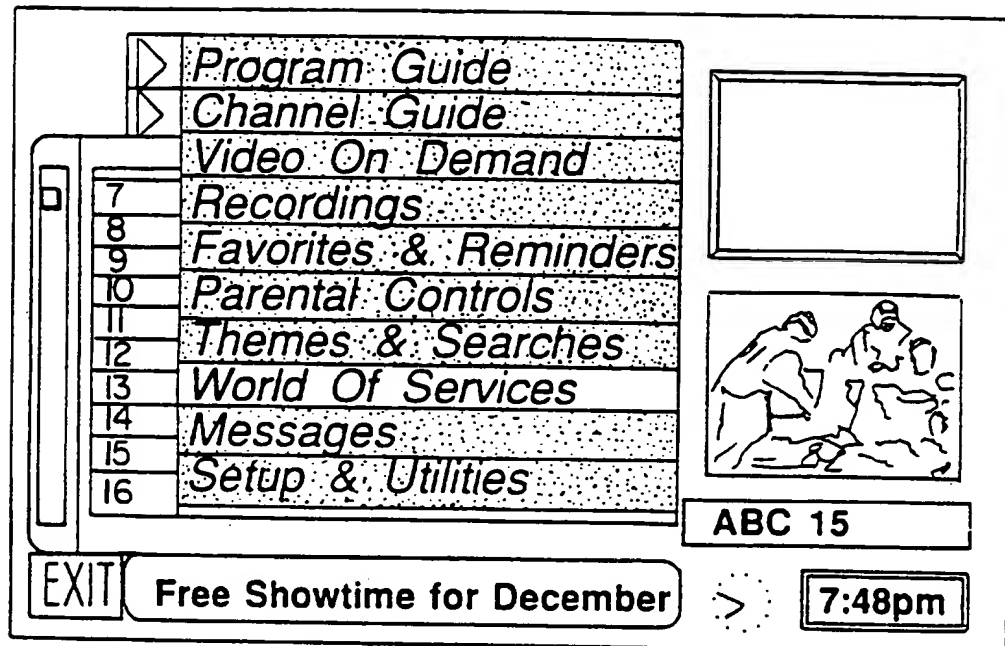 Program Guide
Channel Guide
Video On Demand
7
Recordings
8
Favorites & Reminders
9
10
Parental Controls
11
Themes & Searches
12
13
World Of Services
14
Messages
15
Setup & Utilities
16
ABC 15
EXIT
Free Showtime for December
7:48pm